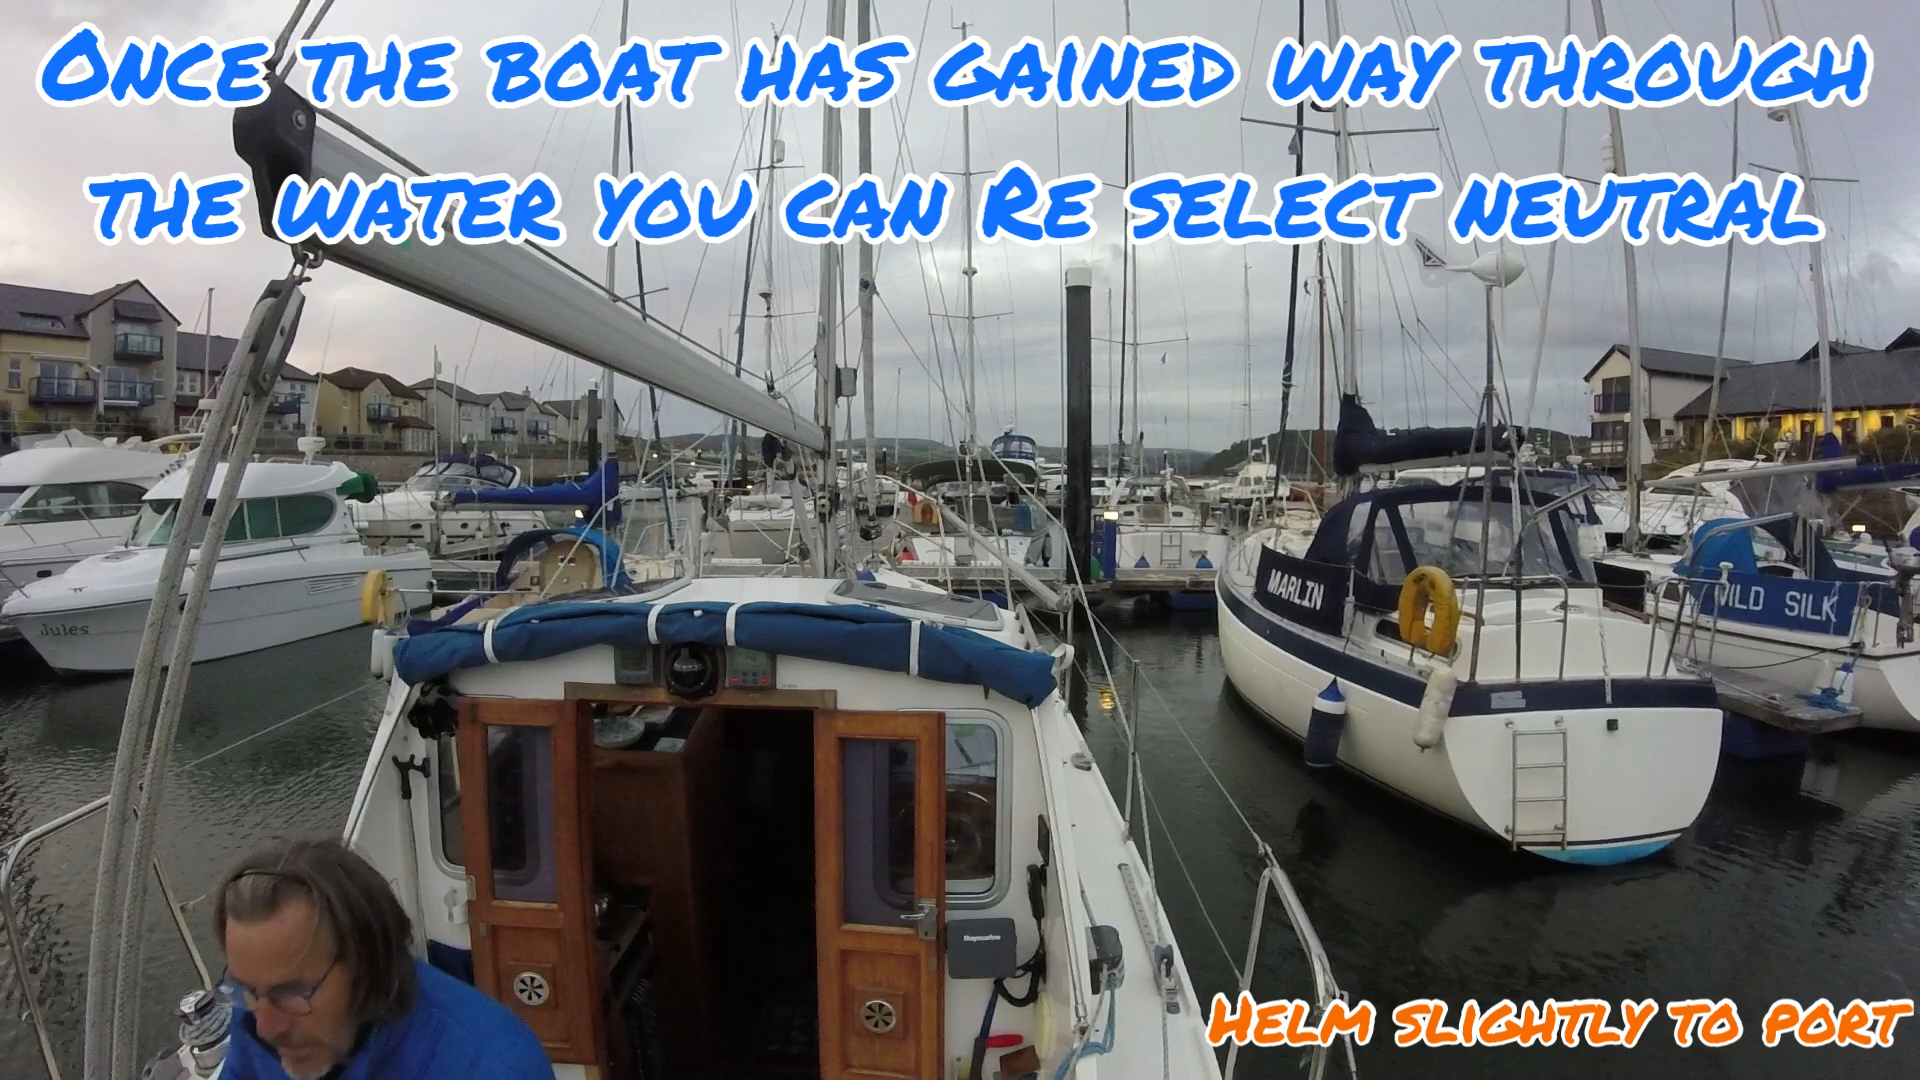 Once the boat has gained way through
the water you can Re select neutral
Jules
MARLIN
WILD SILK
Raymarine
Helm slightly to port